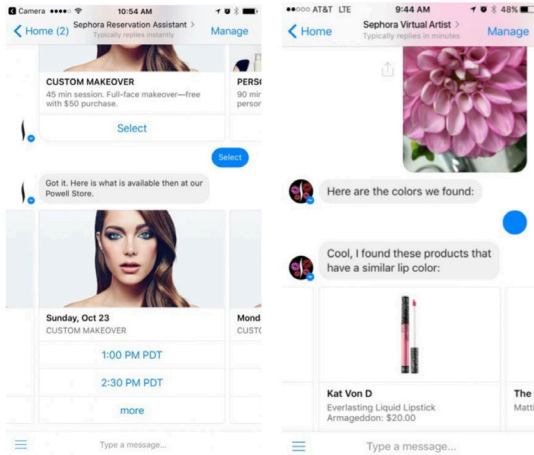 Camera 10:54 AM
Home (2) Sephora Reservation Assistant > Manage
Typically replies instantly
CUSTOM MAKEOVER
45 min session. Full-face makeover—free
with $50 purchase.
Select
PERSO
90 min
person
Select
Got it. Here is what is available then at our
Powell Store.
Sunday, Oct 23
CUSTOM MAKEOVER
1:00 PM PDT
2:30 PM PDT
more
Mond
CUSTO
Type a message...
AT&T LTE 9:44 AM 48%
Home Sephora Virtual Artist > Manage
Typically replies in minutes
Here are the colors we found:
Cool, I found these products that
have a similar lip color:
Kat Von D
Everlasting Liquid Lipstick
Armageddon: $20.00
The
Matti
Type a message...